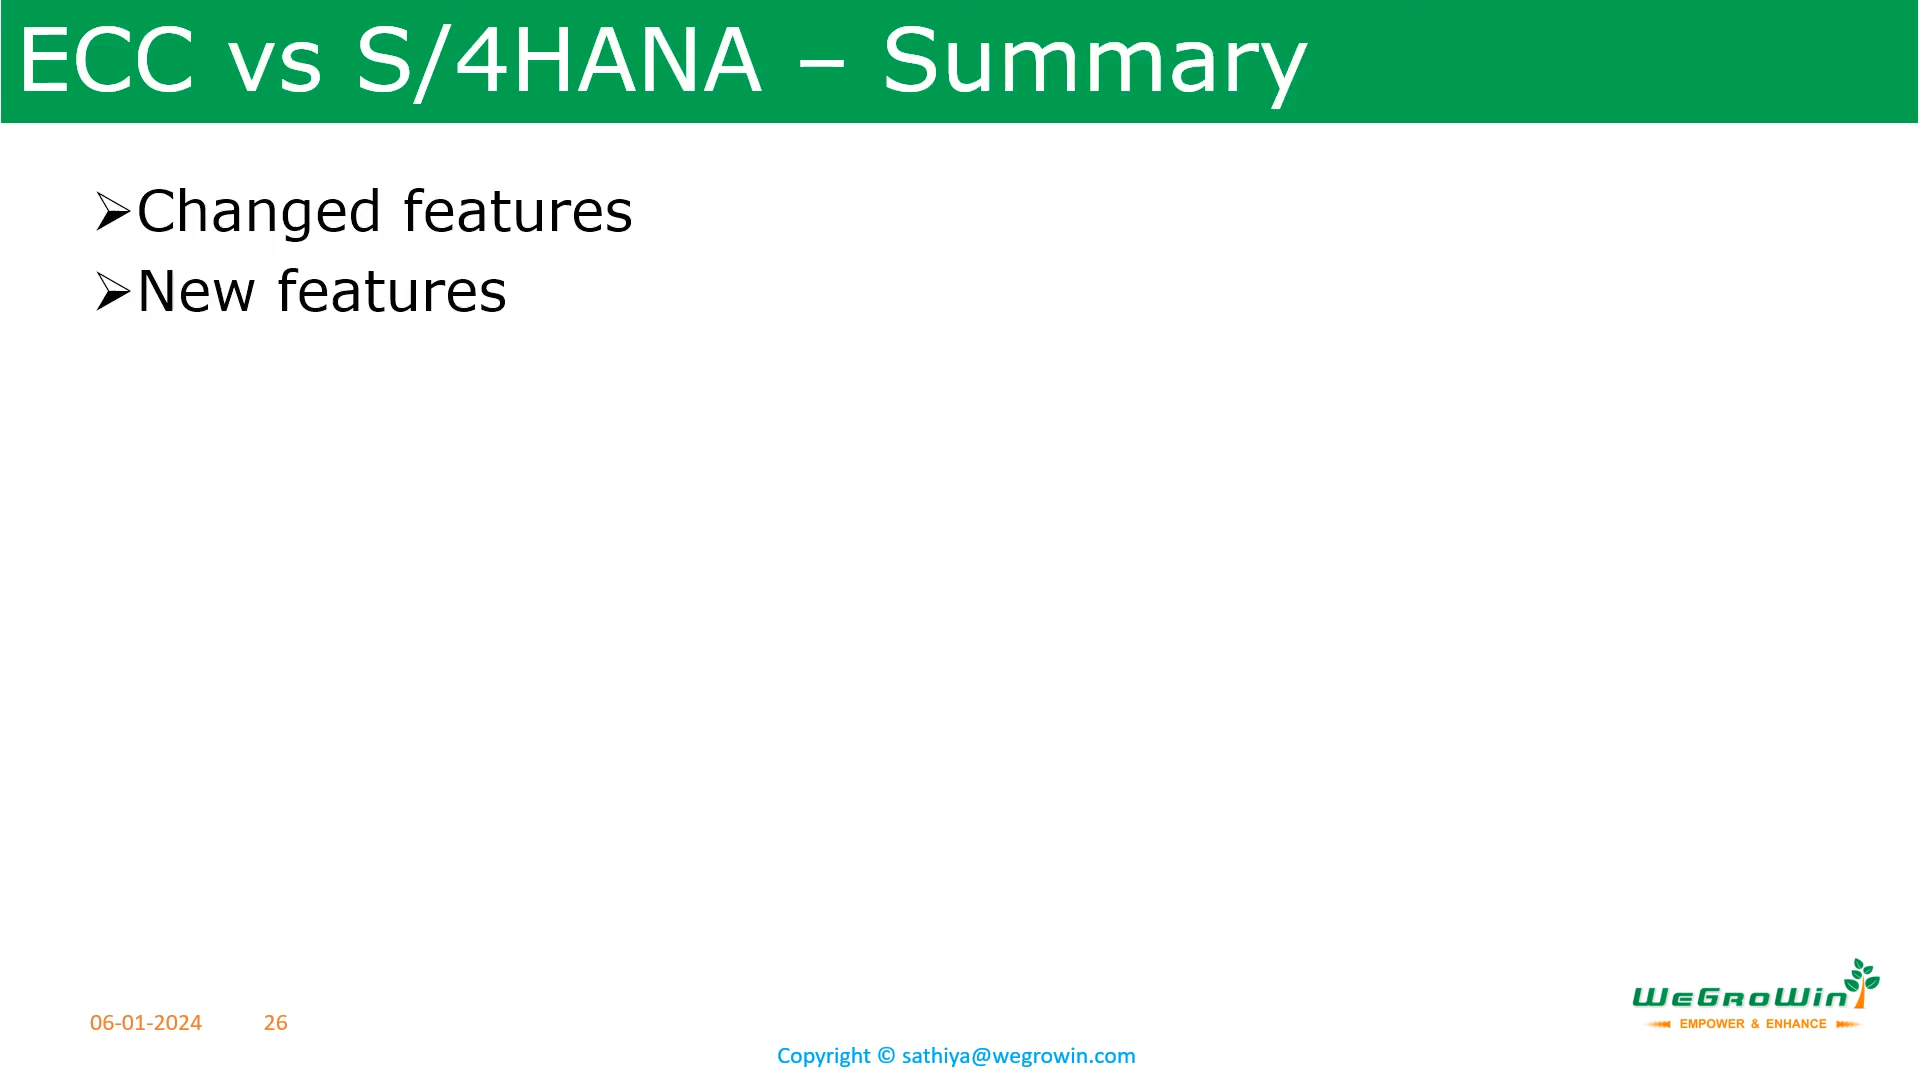 ECC vs S/4HANA – Summary
➢Changed features
➢New features
WeGroWin
EMPOWER & ENHANCE
06-01-2024 26
Copyright © sathiya@wegrowin.com